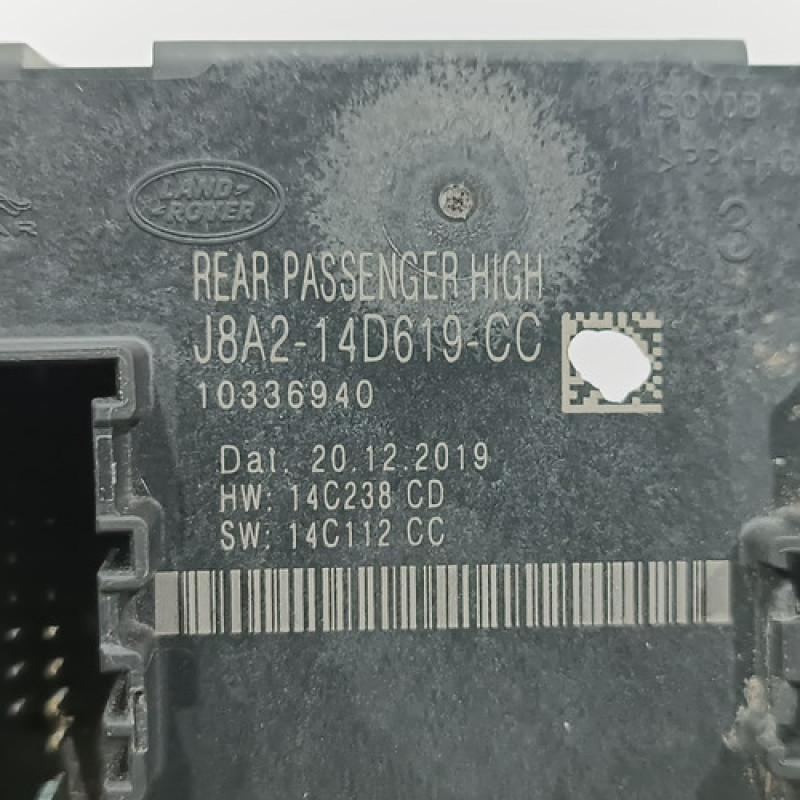 LAND
ROVER
REAR PASSENGER HIGH
J8A2-14D619-CC
10336940
Dat. 20.12.2019
HW: 14C238 CD
SW: 14C112 CC
3